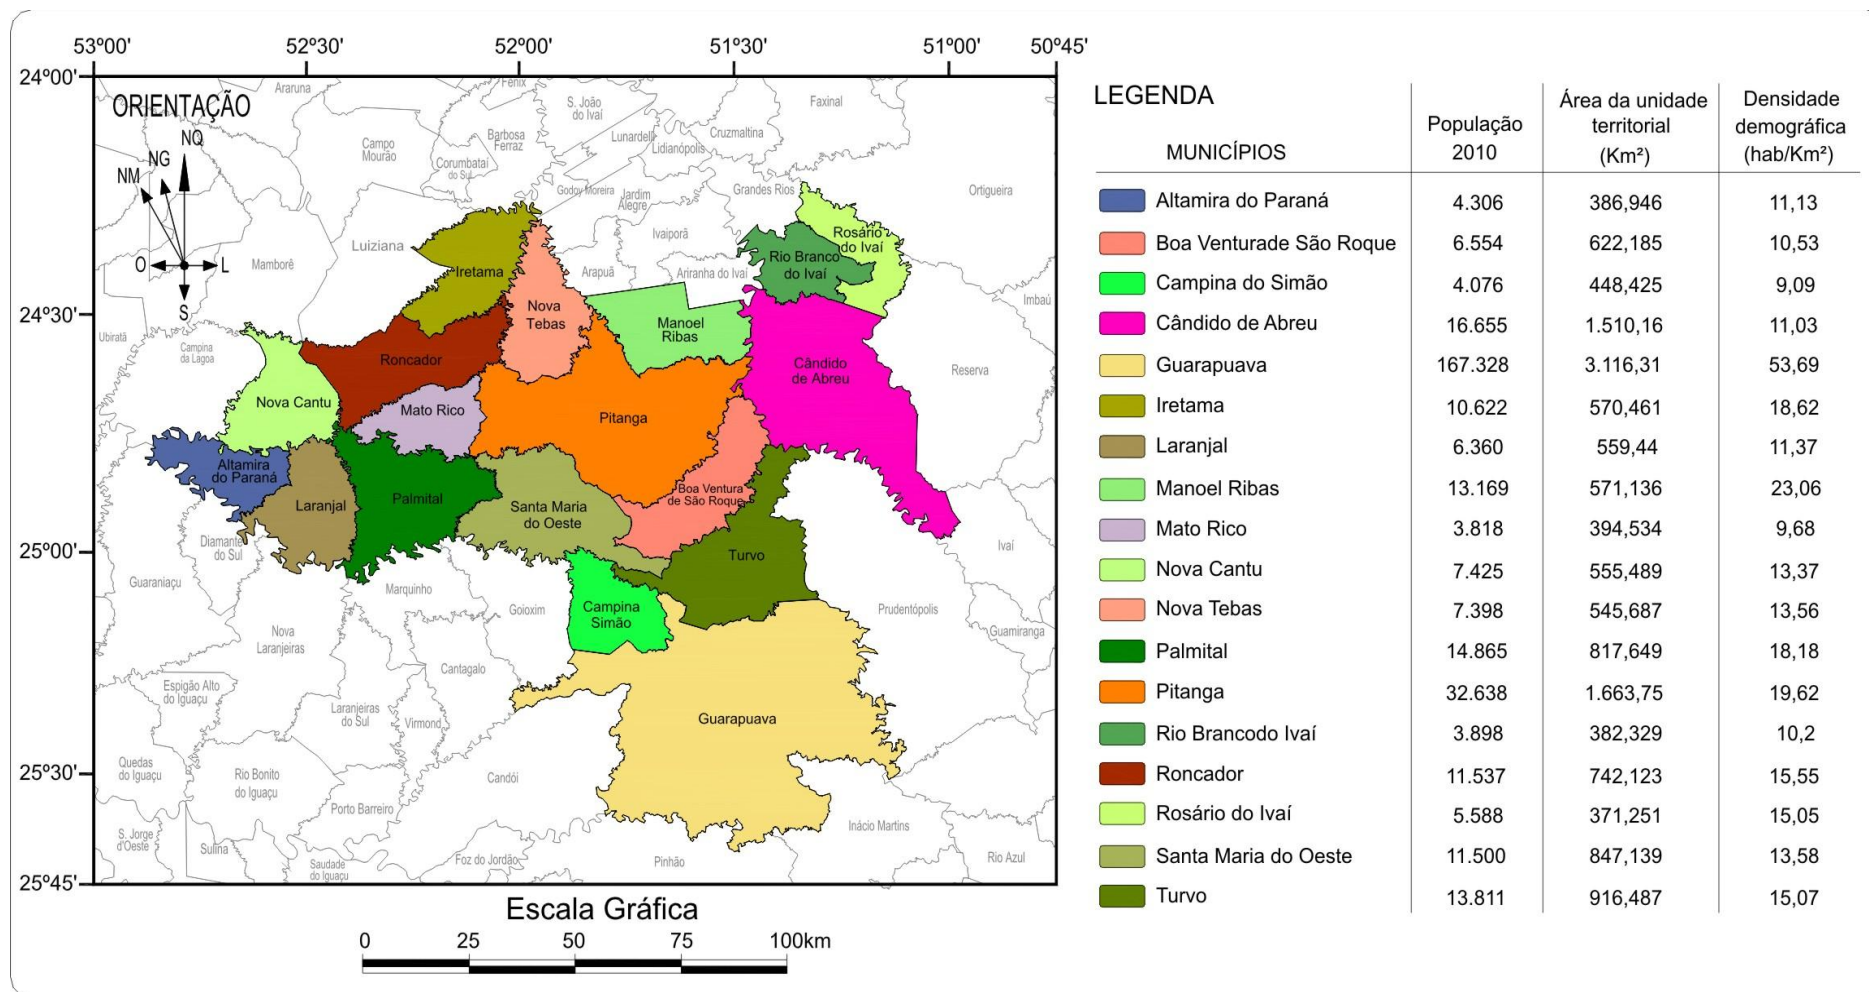 53º00'
52º30'
52º00'
51º30'
51º00'
50º45'
24º00'
24º30'
25º00'
25º30'
25º45'
ORIENTAÇÃO
NQ
NG
NM
O
L
S
Araruna
Fênix
S. João
do Ivaí
Faxinal
Campo
Mourão
Barbosa
Ferraz
Lunardelli
Cruzmaltina
Lidianópolis
Corumbataí
do Sul
Godoy Moreira
Jardim
Alegre
Grandes Rios
Ortigueira
Luiziana
Ivaiporã
Mamborê
Arapuã
Ariranha do Ivaí
Imbaú
Ubiratã
Campina
da Lagoa
Reserva
Iretama
Rosário
do Ivaí
Rio Branco
do Ivaí
Nova
Tebas
Manoel
Ribas
Roncador
Cândido
de Abreu
Nova Cantu
Mato Rico
Pitanga
Altamira
do Paraná
Laranjal
Palmital
Santa Maria
do Oeste
Boa Ventura
de São Roque
Turvo
Campina
Simão
Guarapuava
Diamante
do Sul
Ivaí
Guaraniaçu
Marquinho
Goioxim
Prudentópolis
Guamiranga
Nova
Laranjeiras
Cantagalo
Espigão Alto
do Iguaçu
Laranjeiras
do Sul
Virmond
Quedas
do Iguaçu
Rio Bonito
do Iguaçu
Candói
Porto Barreiro
Inácio Martins
S. Jorge
d'Oeste
Sulina
Saudade
do Iguaçu
Foz do Jordão
Pinhão
Rio Azul
Escala Gráfica
0 25 50 75 100km
LEGENDA
MUNICÍPIOS
População
2010
Área da unidade
territorial
(Km²)
Densidade
demográfica
(hab/Km²)
Altamira do Paraná 4.306 386,946 11,13
Boa Venturade São Roque 6.554 622,185 10,53
Campina do Simão 4.076 448,425 9,09
Cândido de Abreu 16.655 1.510,16 11,03
Guarapuava 167.328 3.116,31 53,69
Iretama 10.622 570,461 18,62
Laranjal 6.360 559,44 11,37
Manoel Ribas 13.169 571,136 23,06
Mato Rico 3.818 394,534 9,68
Nova Cantu 7.425 555,489 13,37
Nova Tebas 7.398 545,687 13,56
Palmital 14.865 817,649 18,18
Pitanga 32.638 1.663,75 19,62
Rio Brancodo Ivaí 3.898 382,329 10,2
Roncador 11.537 742,123 15,55
Rosário do Ivaí 5.588 371,251 15,05
Santa Maria do Oeste 11.500 847,139 13,58
Turvo 13.811 916,487 15,07